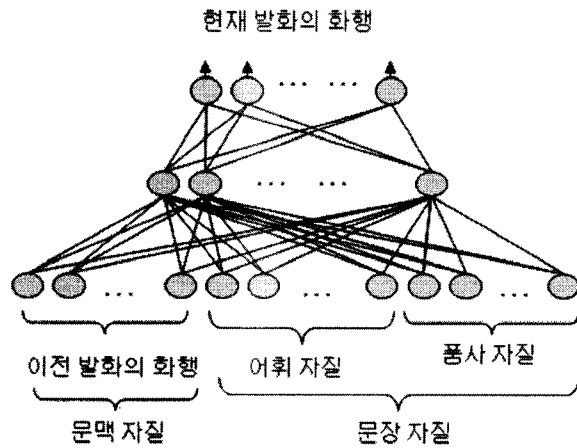 현재 발화의 화행
... ...
... ...
... ... ...
이전 발화의 화행 어휘 자질 품사 자질
문맥 자질 문장 자질